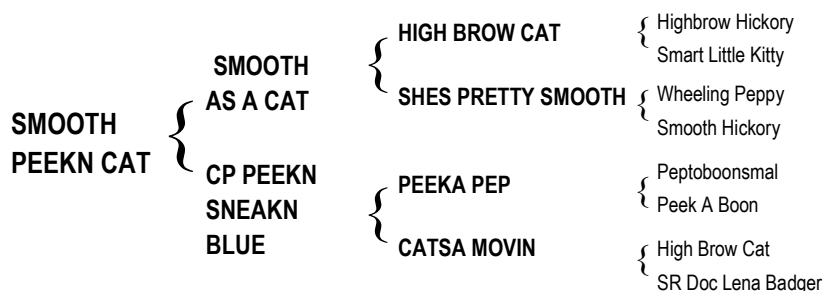 SMOOTH
PEEKN CAT
SMOOTH
AS A CAT
CP PEEKN
SNEAKN
BLUE
HIGH BROW CAT
SHES PRETTY SMOOTH
PEEKA PEP
CATSA MOVIN
Highbrow Hickory
Smart Little Kitty
Wheeling Peppy
Smooth Hickory
Peptoboonsmal
Peek A Boon
High Brow Cat
SR Doc Lena Badger